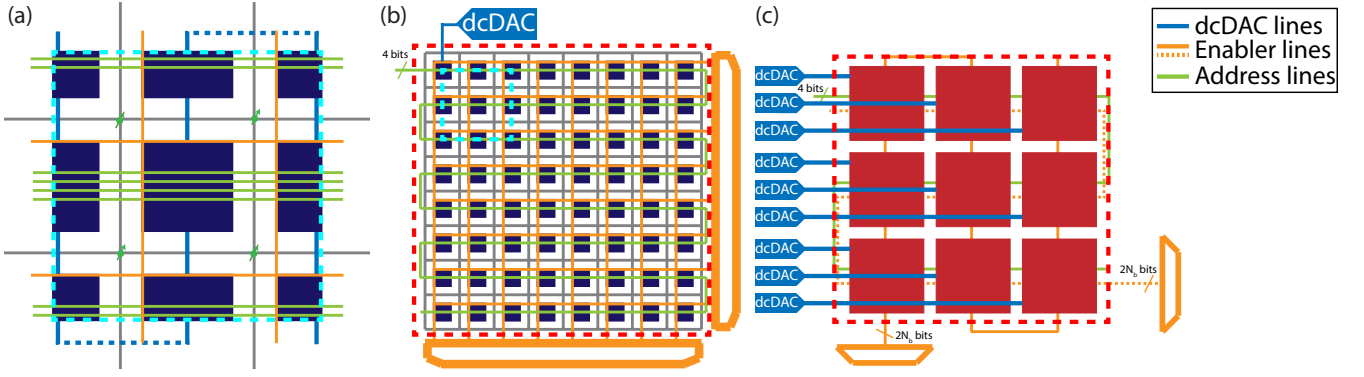 (a)
(b)
dcDAC
4 bits
(c)
dcDAC
4 bits
dcDAC
dcDAC
dcDAC
dcDAC
dcDAC
dcDAC
dcDAC
dcDAC
2N_b bits
2N_b bits
dcDAC lines
Enabler lines
Address lines